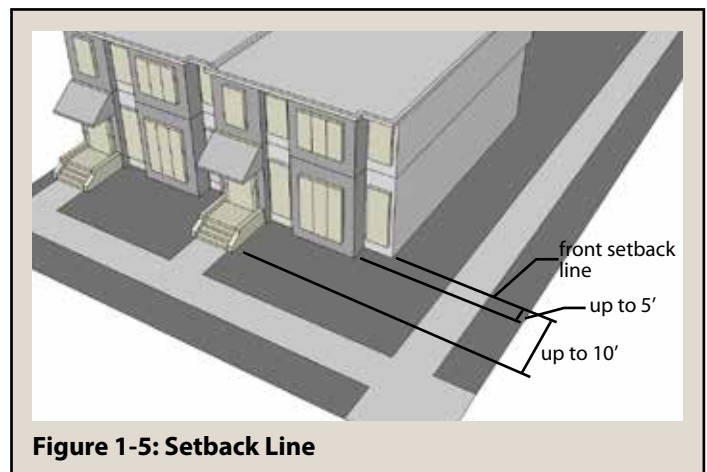 front setback
line
up to 5’
up to 10’
Figure 1-5: Setback Line